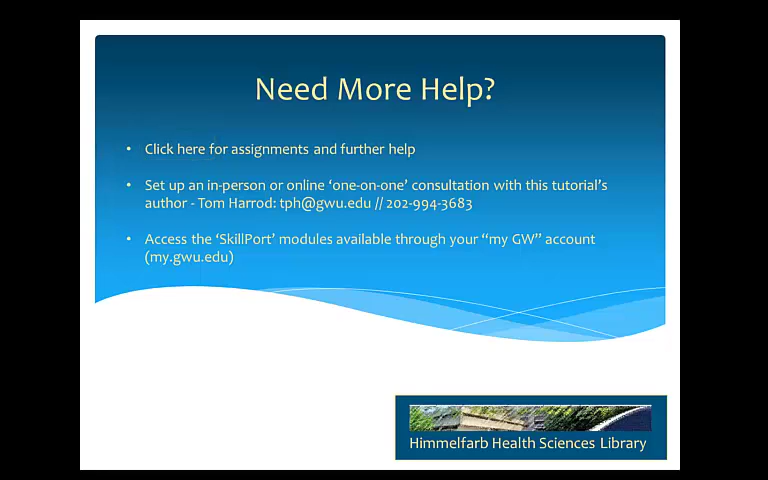 Need More Help?
• Click here for assignments and further help
• Set up an in-person or online ‘one-on-one’ consultation with this tutorial’s
author - Tom Harrod: tph@gwu.edu // 202-994-3683
• Access the ‘SkillPort’ modules available through your “my GW” account
(my.gwu.edu)
Himmelfarb Health Sciences Library